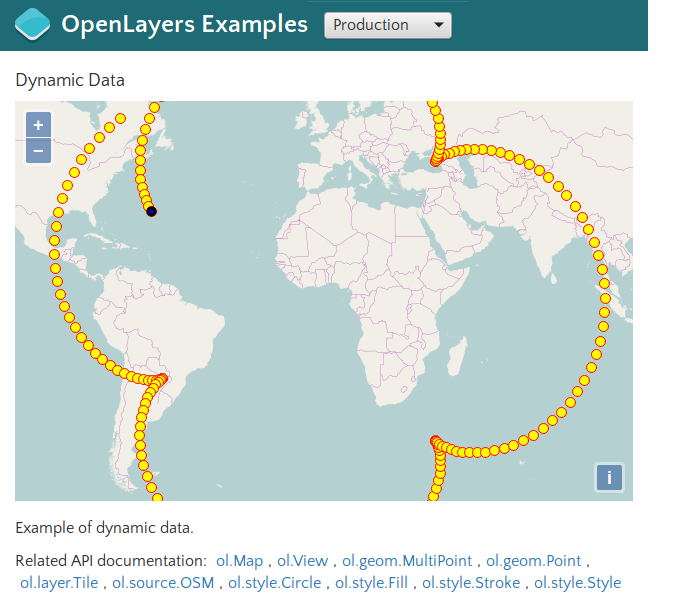 OpenLayers Examples Production
Dynamic Data
+
−
i
Example of dynamic data.
Related API documentation: ol.Map , ol.View , ol.geom.MultiPoint , ol.geom.Point ,
ol.layer.Tile , ol.source.OSM , ol.style.Circle , ol.style.Fill , ol.style.Stroke , ol.style.Style